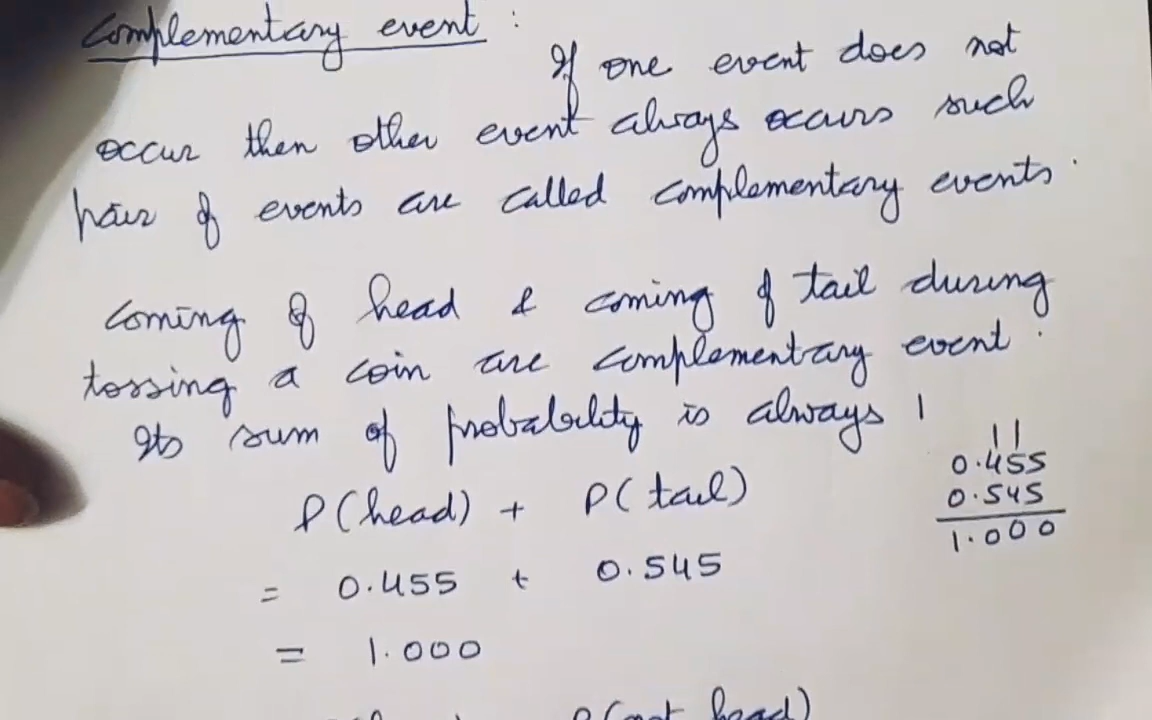 Complementary event :
If one event does not
occur then other event always occurs such
pair of events are called complementary events.
Coming of head & coming of tail during
tossing a coin are complementary event.
Its sum of probability is always 1
P(head) + P(tail)
= 0.455 + 0.545
= 1.000
11
0.455
0.545
1.000
P(not head)